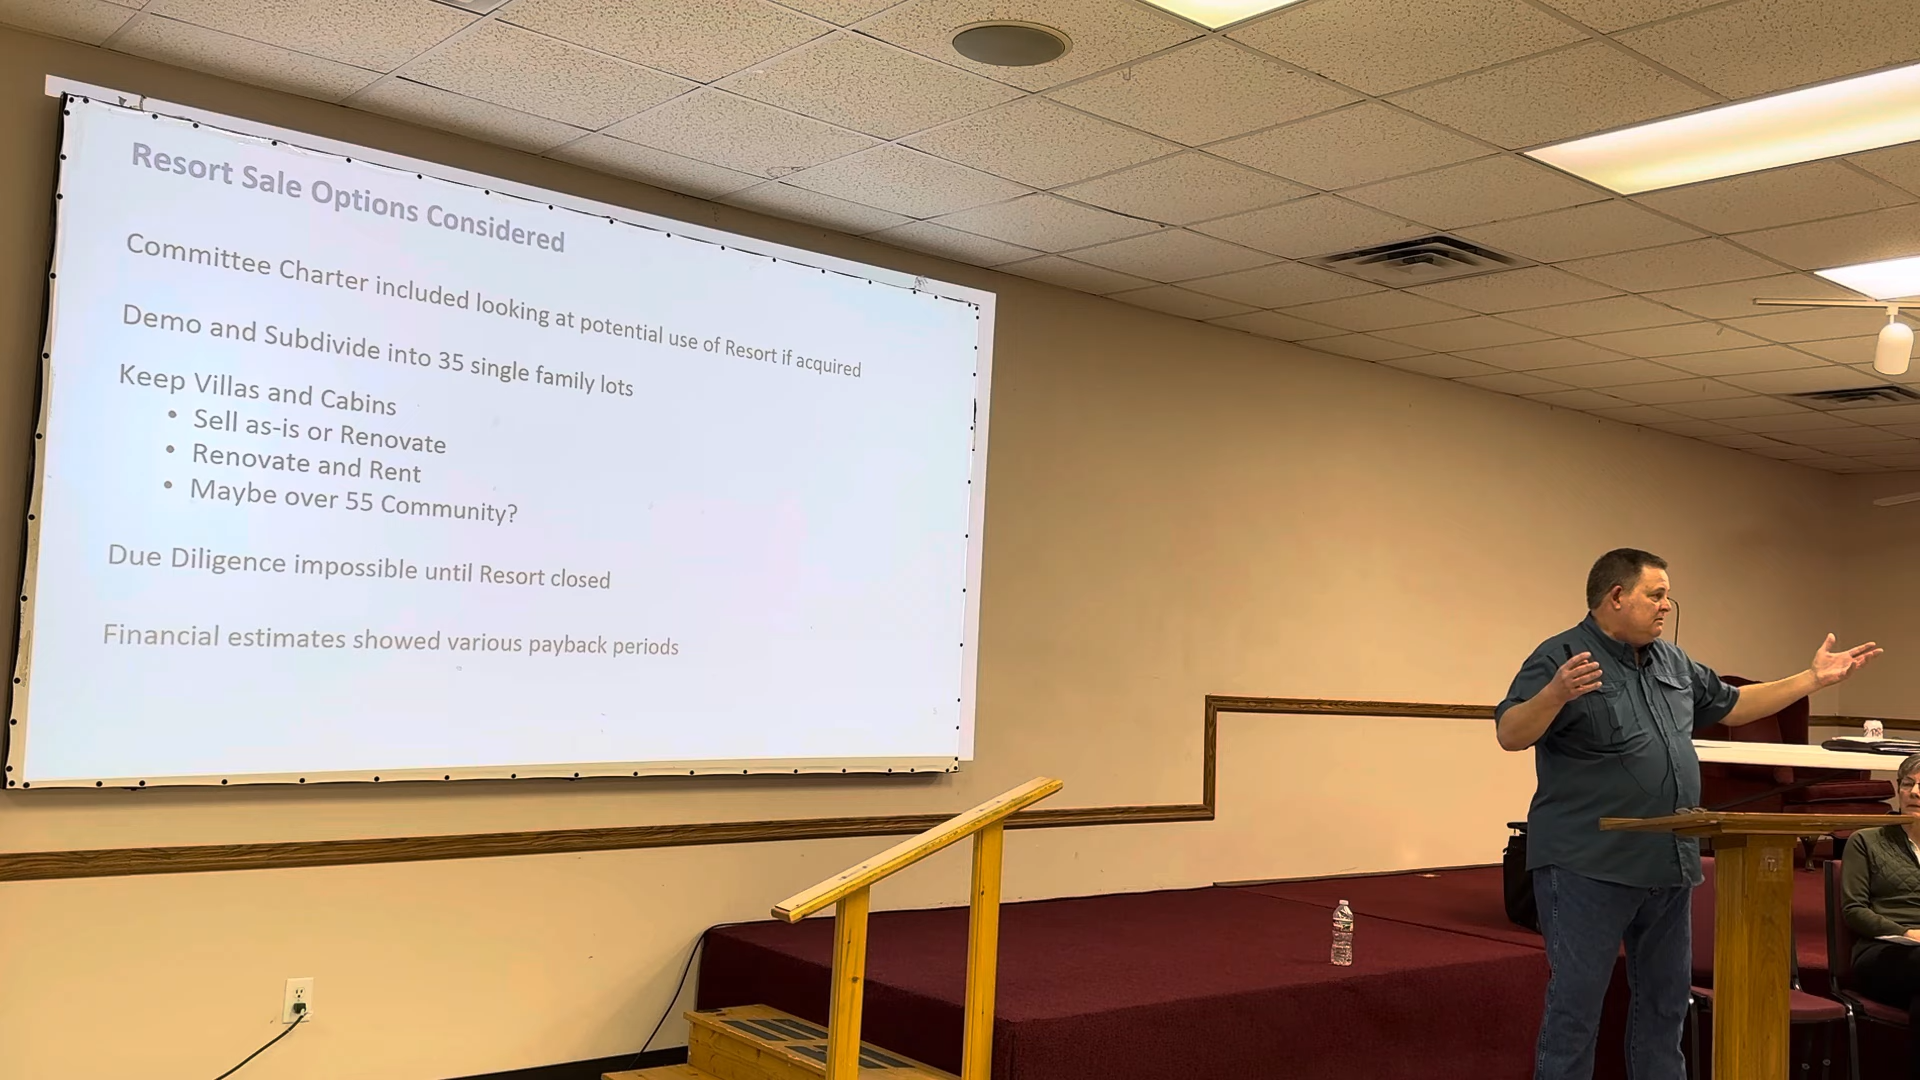 Resort Sale Options Considered
Committee Charter included looking at potential use of Resort if acquired
Demo and Subdivide into 35 single family lots
Keep Villas and Cabins
• Sell as-is or Renovate
• Renovate and Rent
• Maybe over 55 Community?
Due Diligence impossible until Resort closed
Financial estimates showed various payback periods